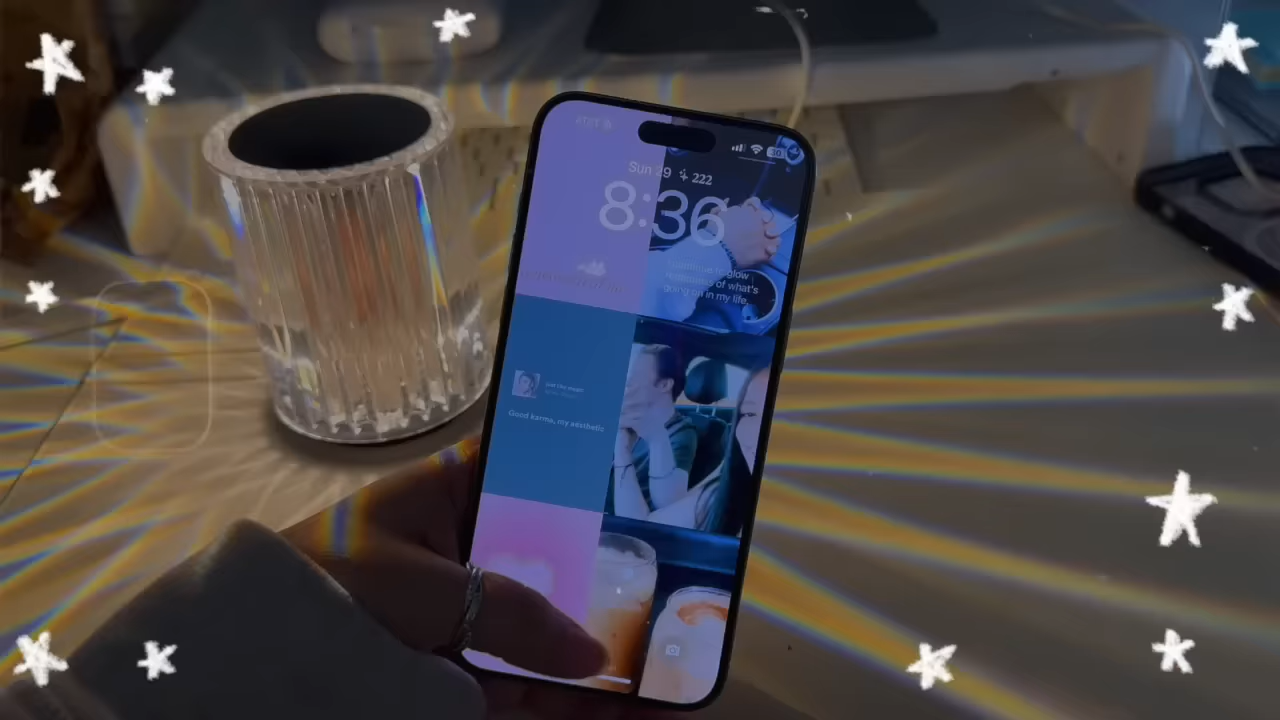 AT&T
30
Sun 29 222
8:36
Continue to glow
regardless of what's
going on in my life.
Good karma, my aesthetic